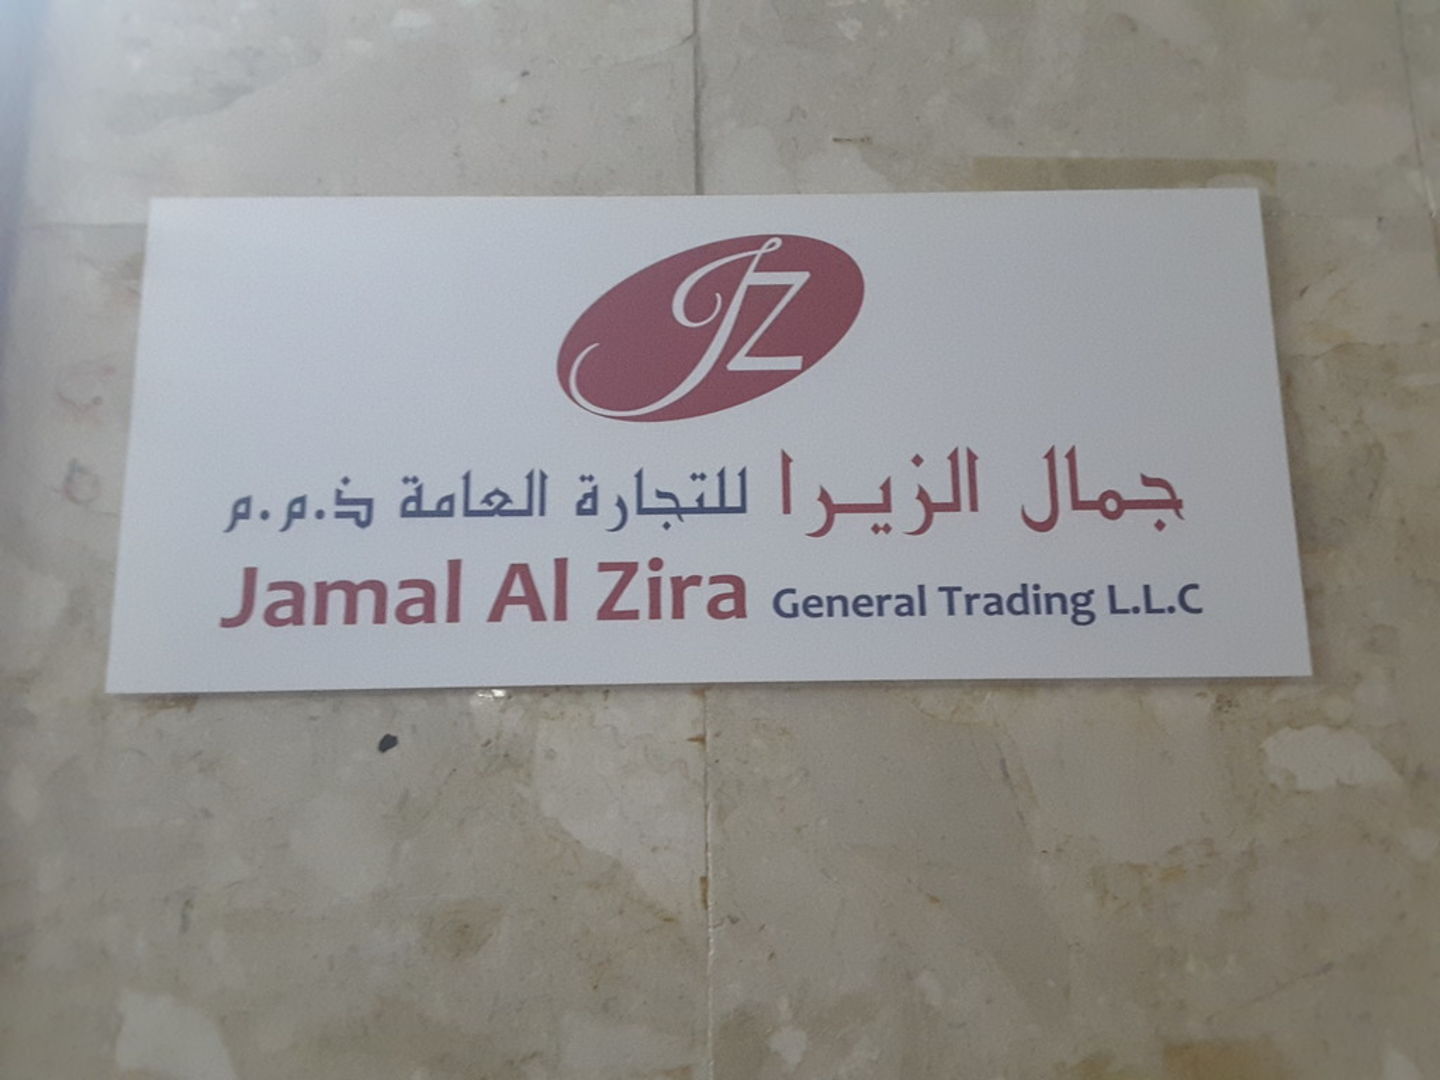 JZ
جمال الزيرا للتجارة العامة ذ.م.م
Jamal Al Zira General Trading L.L.C